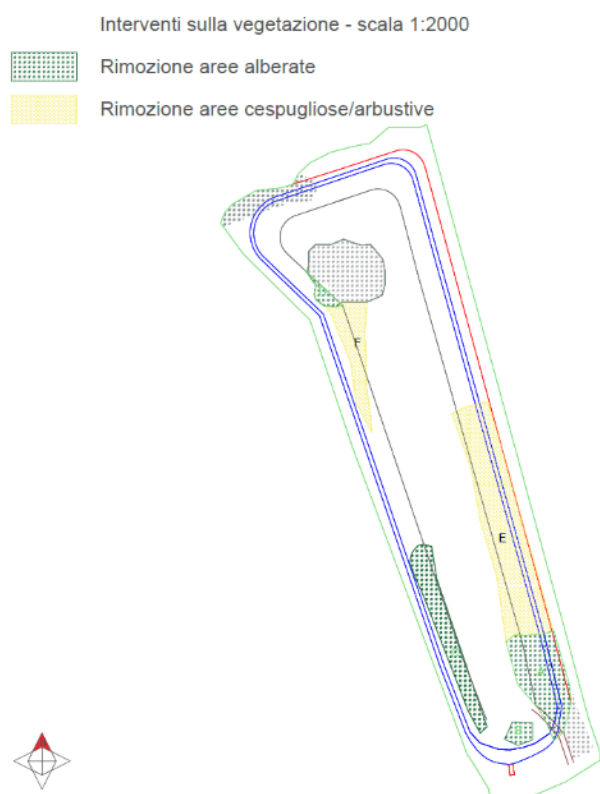 Interventi sulla vegetazione - scala 1:2000
Rimozione aree alberate
Rimozione aree cespugliose/arbustive
F
E
B